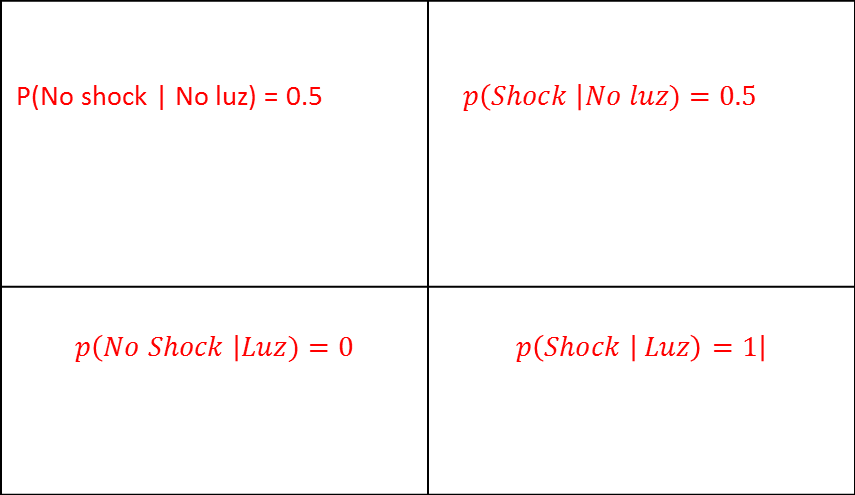 P(No shock | No luz) = 0.5
p(Shock |No luz) = 0.5
p(No Shock |Luz) = 0
p(Shock | Luz) = 1|